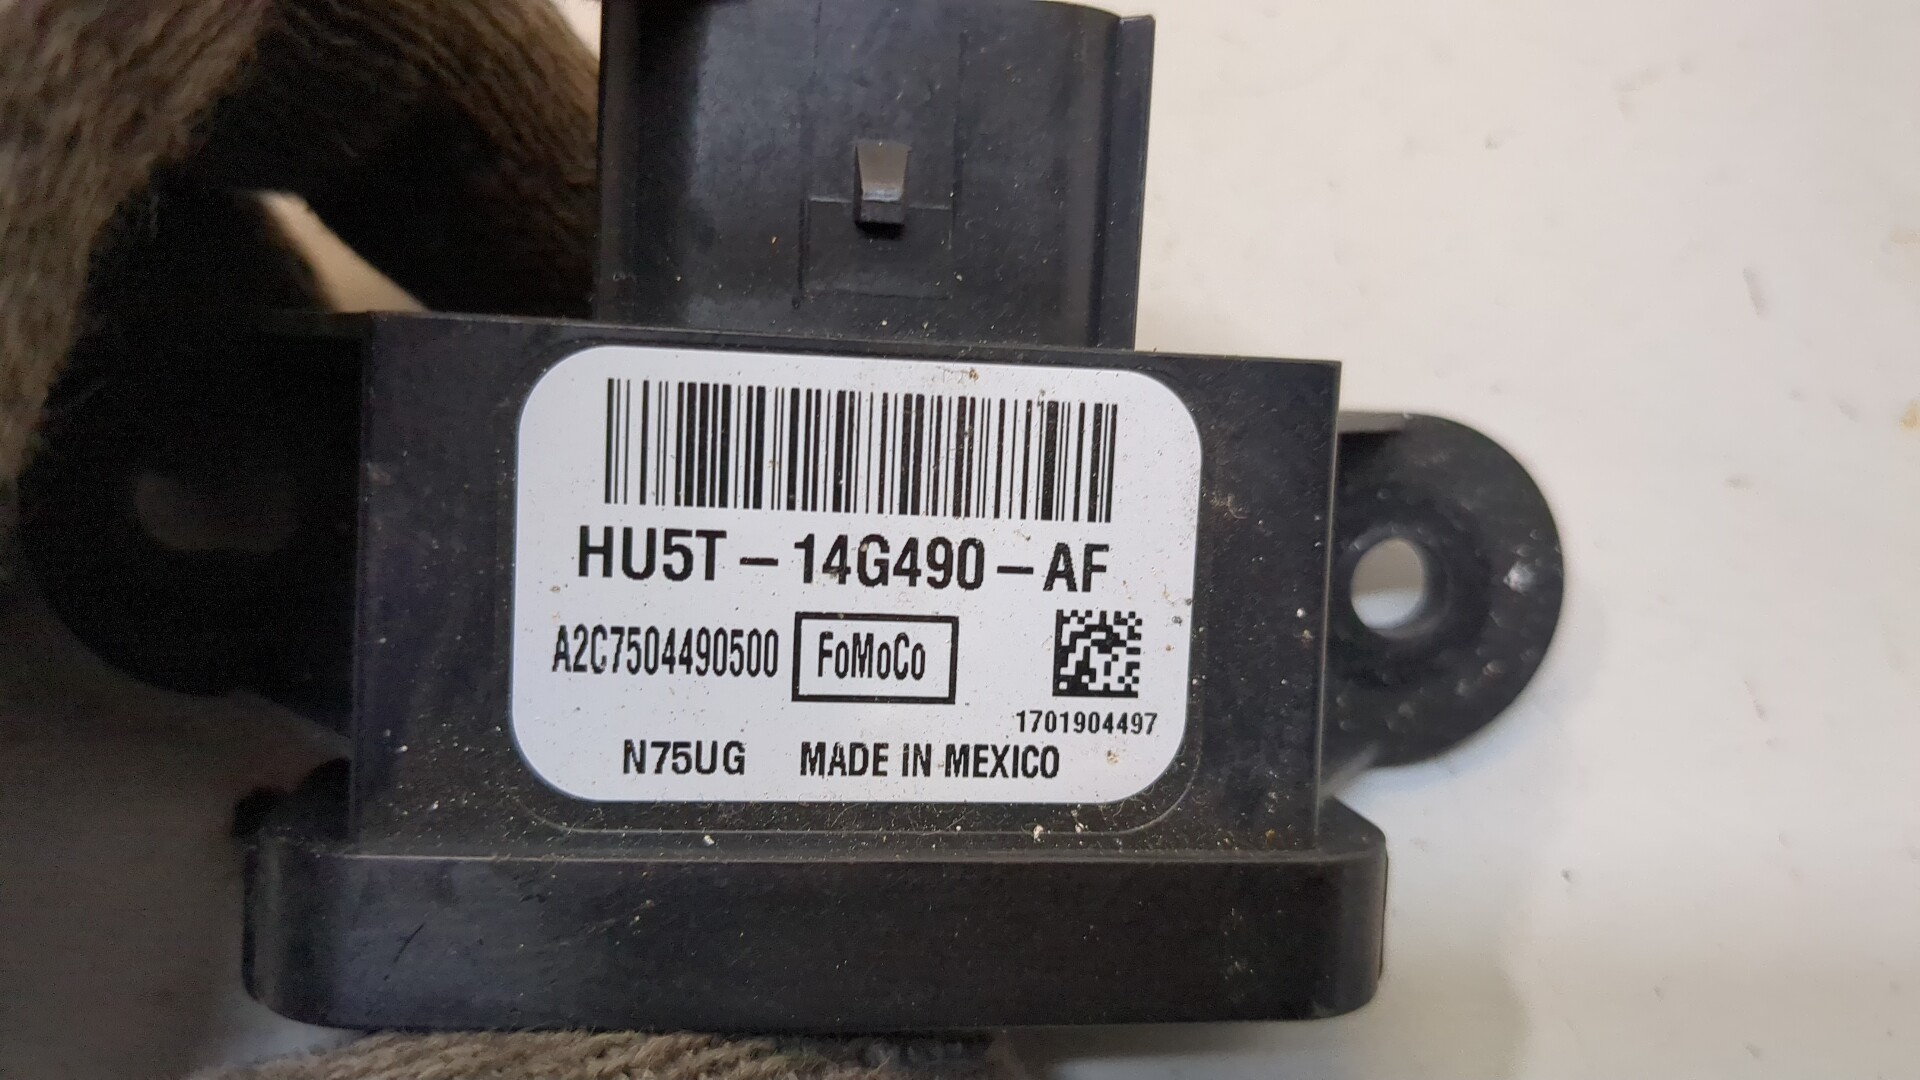 HU5T - 14G490 - AF
A2C7504490500 FoMoCo
1701904497
N75UG MADE IN MEXICO